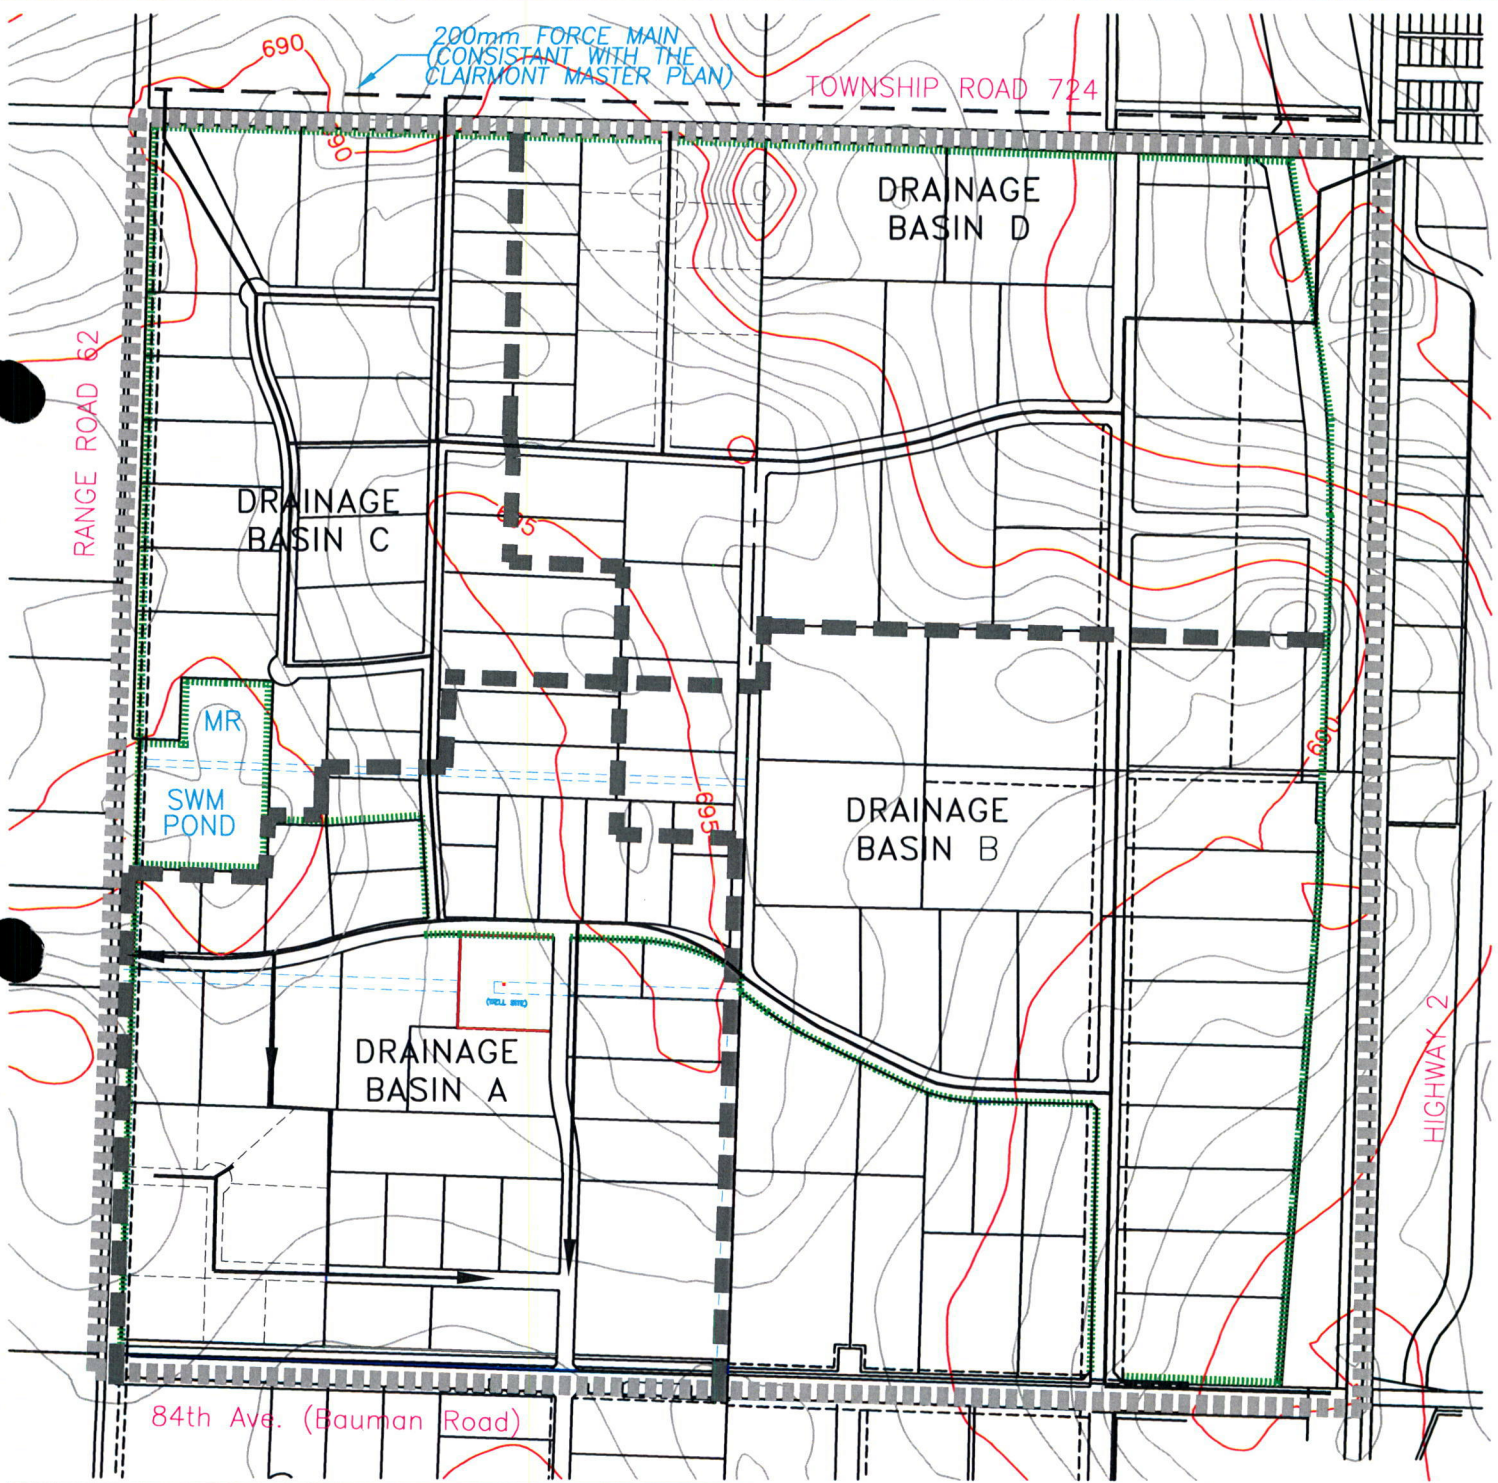 200mm FORCE MAIN
(CONSISTANT WITH THE
CLAIRMONT MASTER PLAN)
690
TOWNSHIP ROAD 724
690
DRAINAGE
BASIN D
RANGE ROAD 62
DRAINAGE
BASIN C
695
MR
690
SWM
POND
695
DRAINAGE
BASIN B
DRAINAGE
BASIN A
HIGHWAY 2
84th Ave. (Bauman Road)